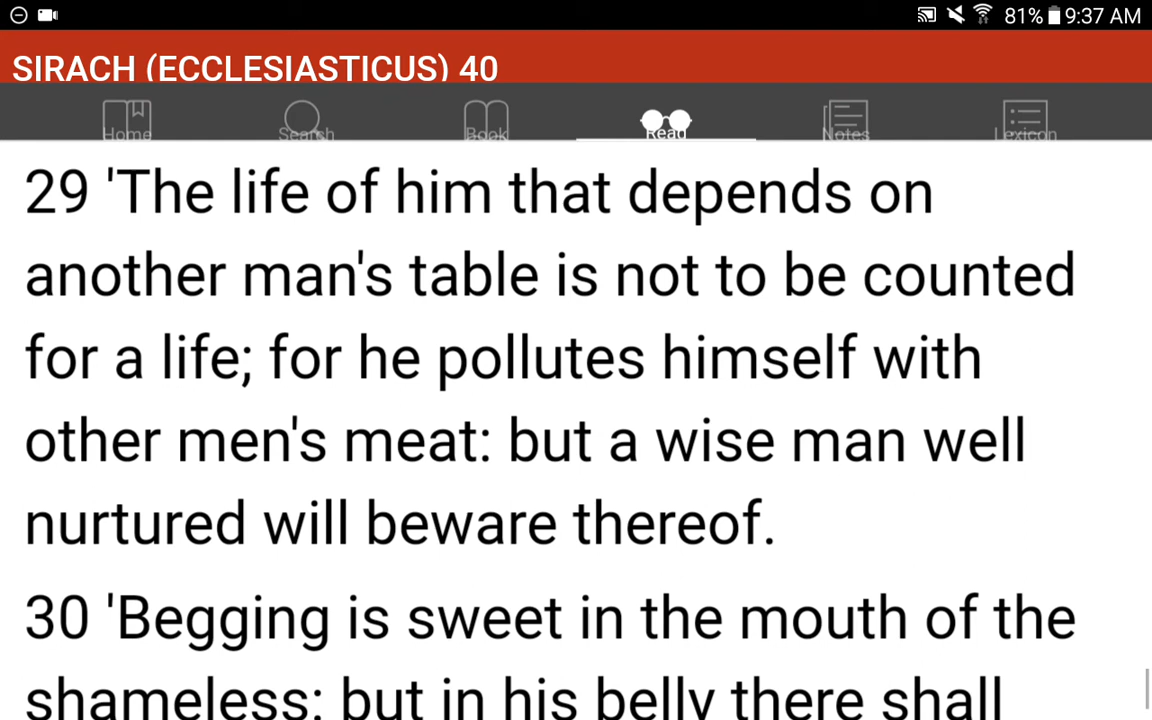 81% 9:37 AM
SIRACH (ECCLESIASTICUS) 40
Home Search Book Read Notes Lexicon
29 'The life of him that depends on
another man's table is not to be counted
for a life; for he pollutes himself with
other men's meat: but a wise man well
nurtured will beware thereof.
30 'Begging is sweet in the mouth of the
shameless: but in his belly there shall